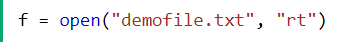 f = open("demofile.txt", "rt")